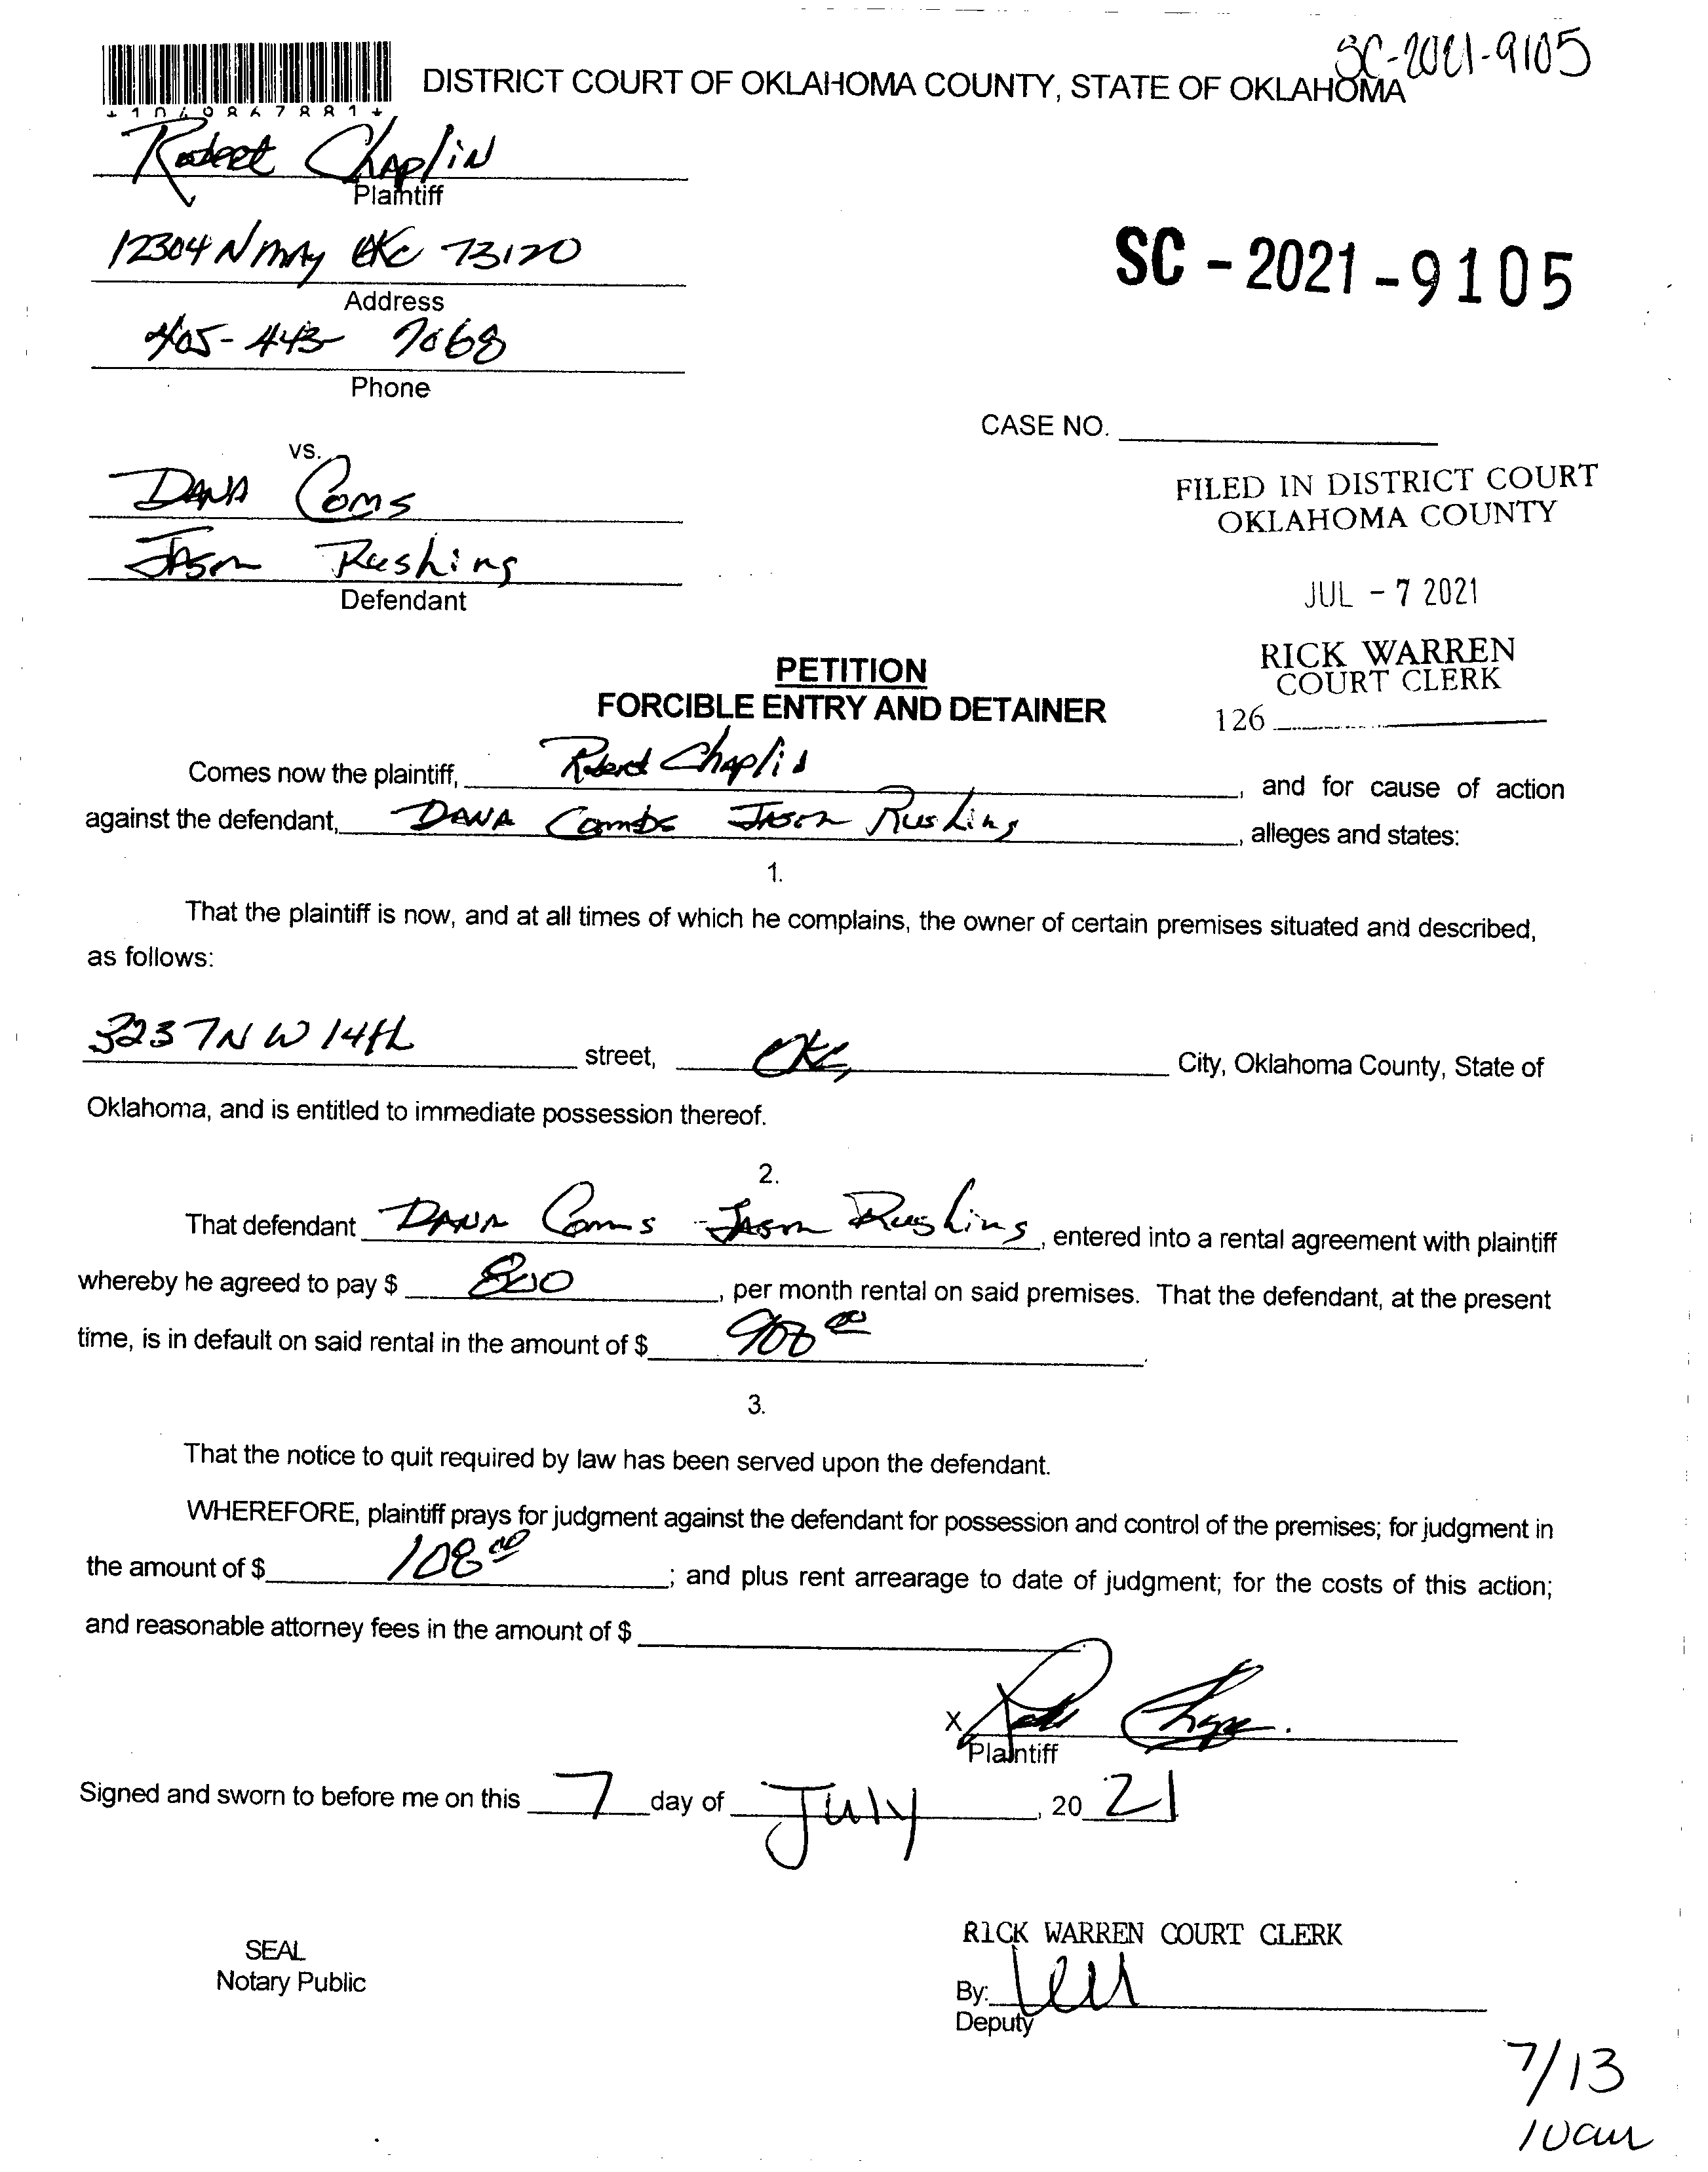 SC-2021-9105
DISTRICT COURT OF OKLAHOMA COUNTY, STATE OF OKLAHOMA
Robert Chaplin
Plaintiff
12304 N May OKC 73120
Address
SC - 2021 - 9105
405-443 7068
Phone
CASE NO.
vs.
DANA Coms
FILED IN DISTRICT COURT
OKLAHOMA COUNTY
Jason Rushing
Defendant
JUL - 7 2021
RICK WARREN
COURT CLERK
126
PETITION
FORCIBLE ENTRY AND DETAINER
Comes now the plaintiff, Robert Chaplin, and for cause of action
against the defendant, DANA Combs Jason Rushing, alleges and states:
1.
That the plaintiff is now, and at all times of which he complains, the owner of certain premises situated and described,
as follows:
3237 NW 14th street, OKC, City, Oklahoma County, State of
Oklahoma, and is entitled to immediate possession thereof.
2.
That defendant DANA Coms Jason Rushing, entered into a rental agreement with plaintiff
whereby he agreed to pay $ 800, per month rental on said premises. That the defendant, at the present
time, is in default on said rental in the amount of $ 908 00.
3.
That the notice to quit required by law has been served upon the defendant.
WHEREFORE, plaintiff prays for judgment against the defendant for possession and control of the premises; for judgment in
the amount of $ 108 00; and plus rent arrearage to date of judgment; for the costs of this action;
and reasonable attorney fees in the amount of $
X
Plaintiff
Signed and sworn to before me on this 7 day of July, 20 21
RICK WARREN COURT CLERK
SEAL
Notary Public
By:
Deputy
7/13
10am